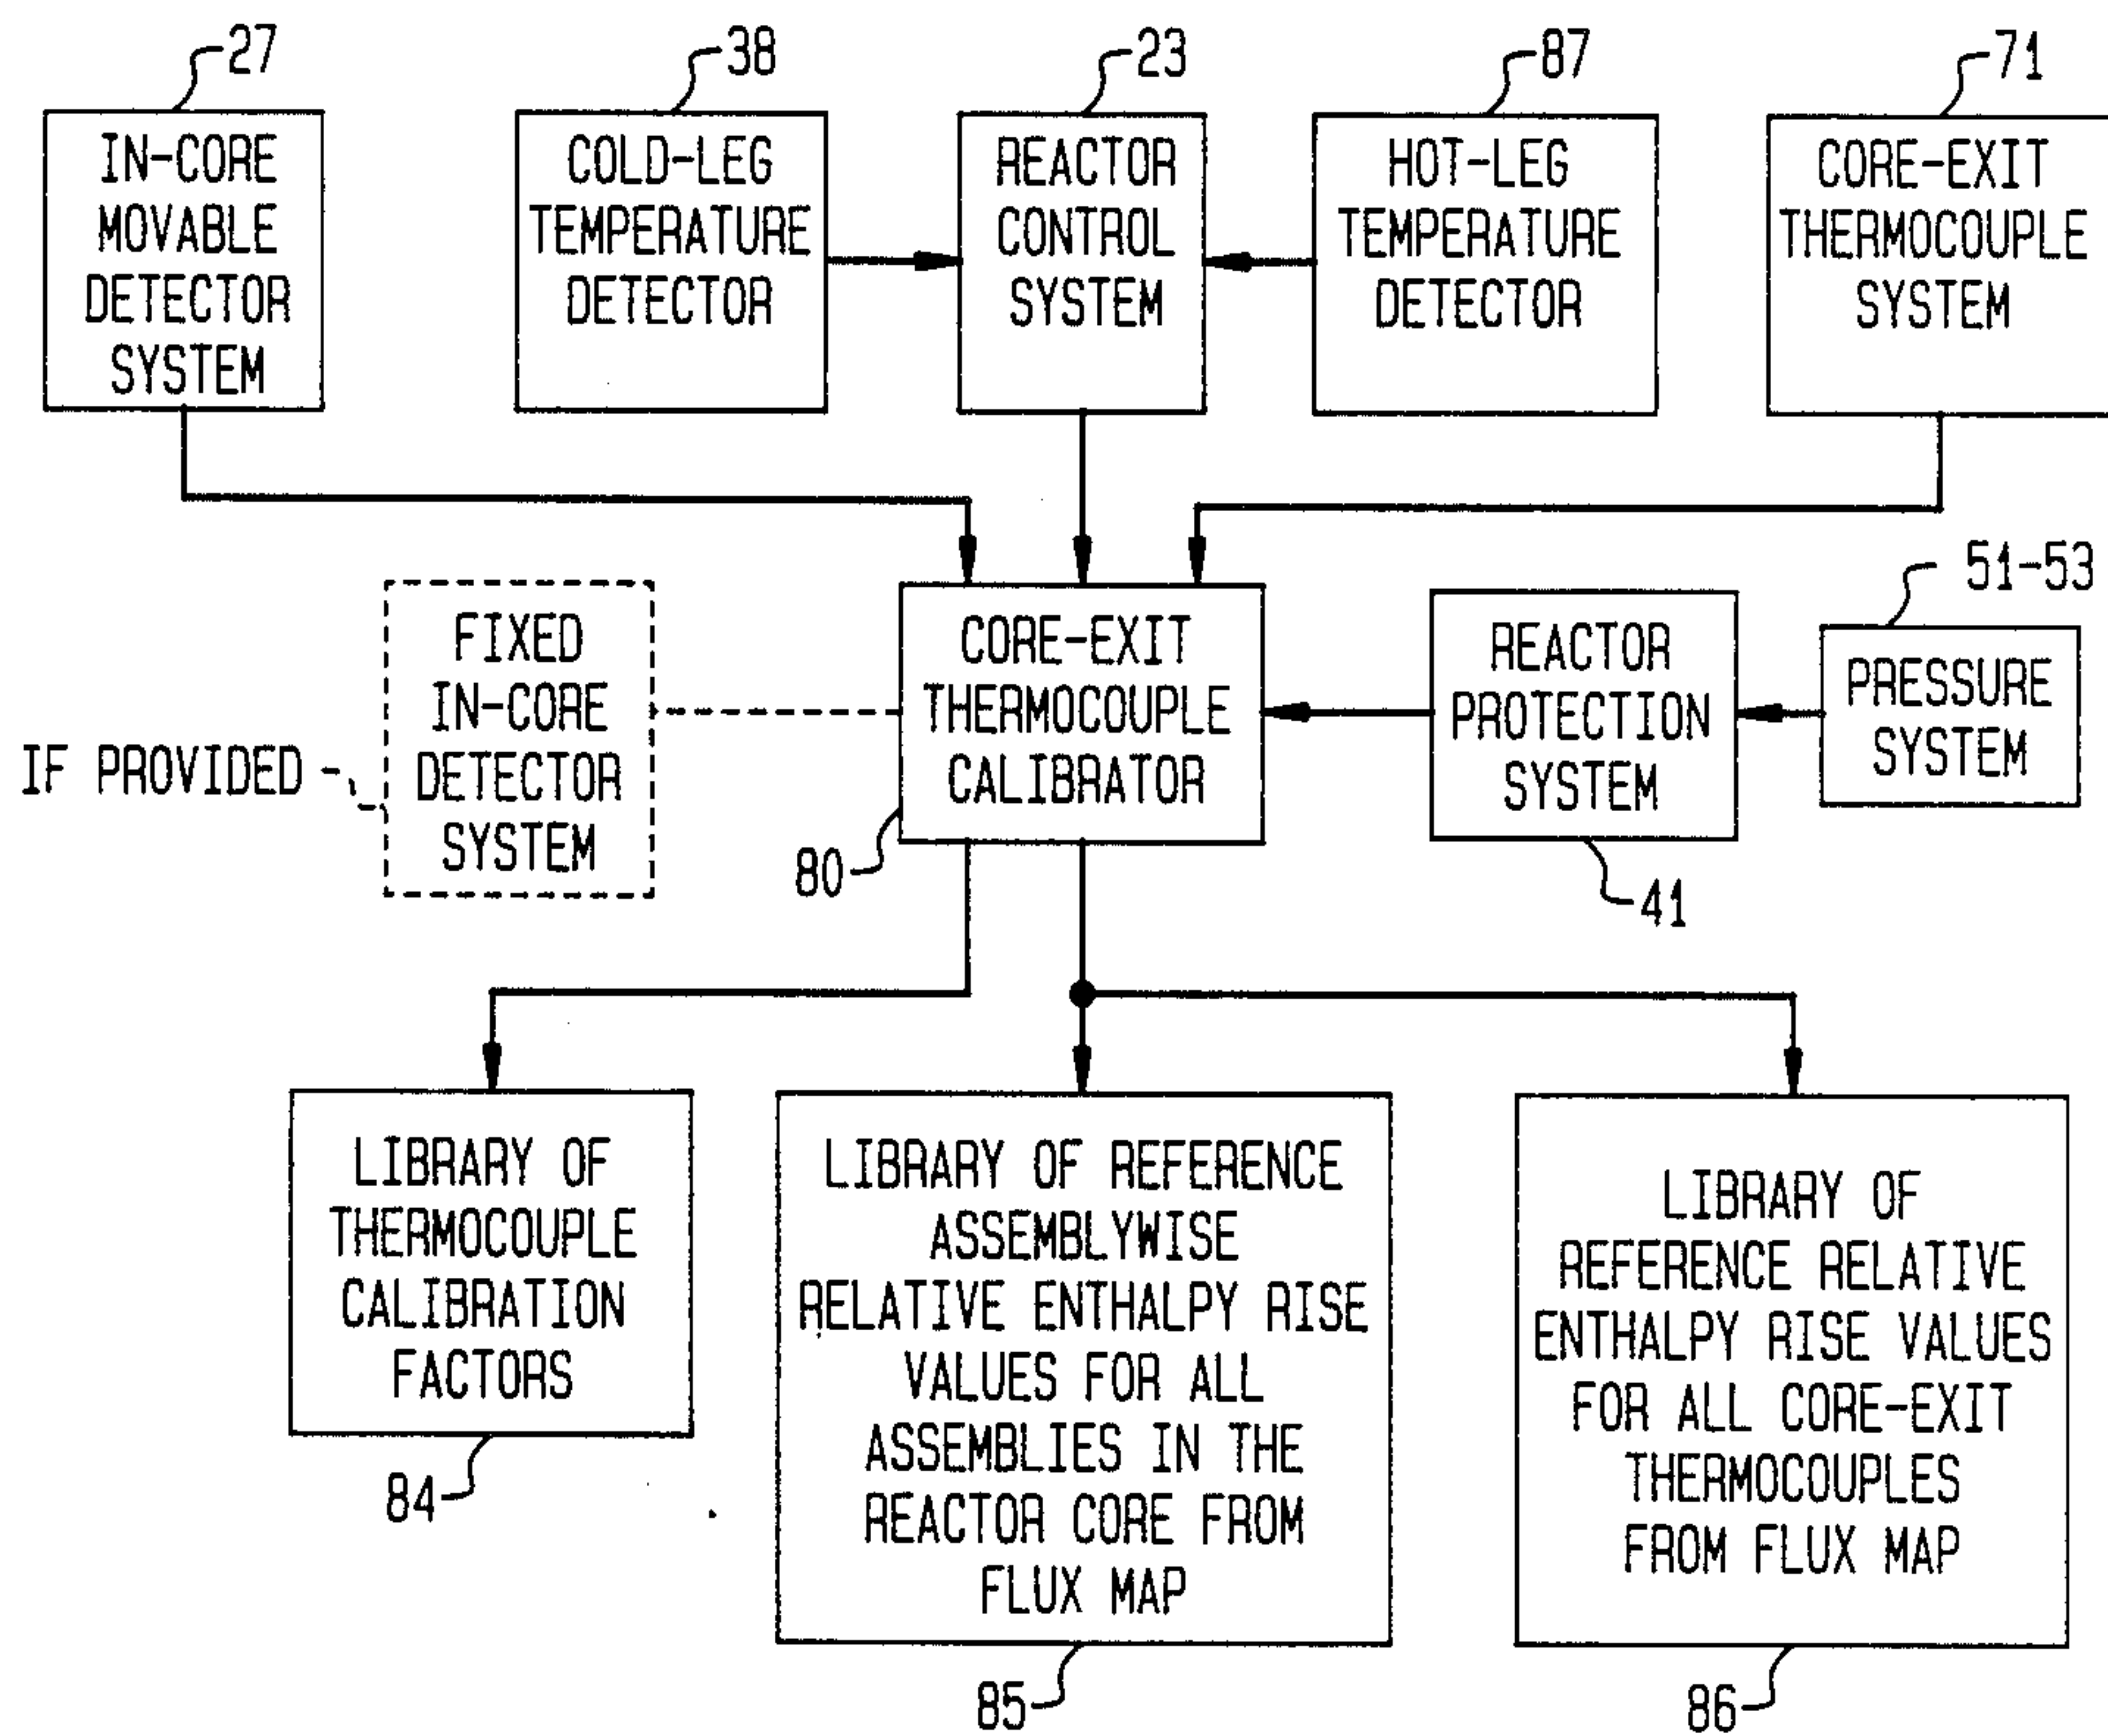 27
38
23
87
71
IN-CORE
MOVABLE
DETECTOR
SYSTEM
COLD-LEG
TEMPERATURE
DETECTOR
REACTOR
CONTROL
SYSTEM
HOT-LEG
TEMPERATURE
DETECTOR
CORE-EXIT
THERMOCOUPLE
SYSTEM
IF PROVIDED
FIXED
IN-CORE
DETECTOR
SYSTEM
CORE-EXIT
THERMOCOUPLE
CALIBRATOR
80
REACTOR
PROTECTION
SYSTEM
41
51-53
PRESSURE
SYSTEM
LIBRARY OF
THERMOCOUPLE
CALIBRATION
FACTORS
84
LIBRARY OF REFERENCE
ASSEMBLYWISE
RELATIVE ENTHALPY RISE
VALUES FOR ALL
ASSEMBLIES IN THE
REACTOR CORE FROM
FLUX MAP
85
LIBRARY OF
REFERENCE RELATIVE
ENTHALPY RISE VALUES
FOR ALL CORE-EXIT
THERMOCOUPLES
FROM FLUX MAP
86